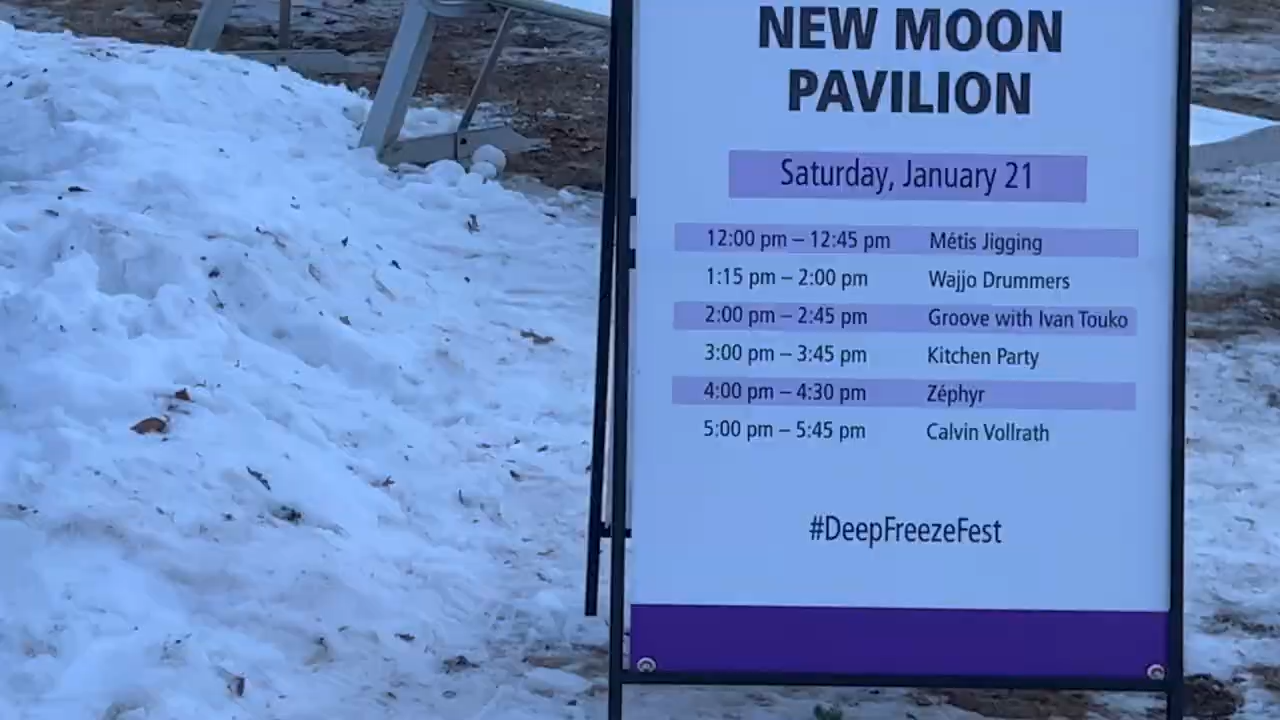 NEW MOON
PAVILION
Saturday, January 21
12:00 pm – 12:45 pm Métis Jigging
1:15 pm – 2:00 pm Wajjo Drummers
2:00 pm – 2:45 pm Groove with Ivan Touko
3:00 pm – 3:45 pm Kitchen Party
4:00 pm – 4:30 pm Zéphyr
5:00 pm – 5:45 pm Calvin Vollrath
#DeepFreezeFest